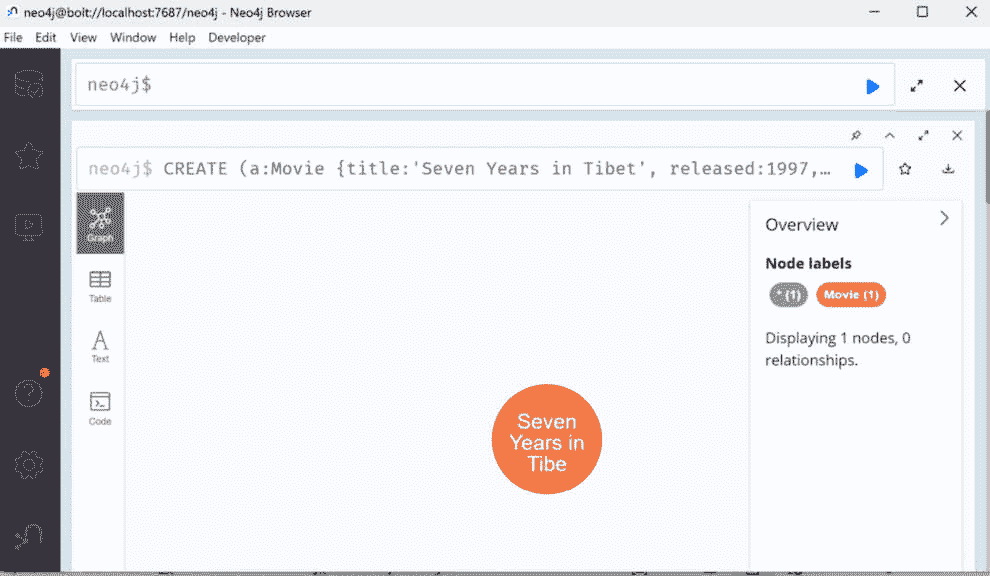 neo4j@bolt://localhost:7687/neo4j - Neo4j Browser
File Edit View Window Help Developer
neo4j$
neo4j$ CREATE (a:Movie {title:'Seven Years in Tibet', released:1997,…
Graph
Table
Text
Code
Seven
Years in
Tibe
Overview
Node labels
* (1) Movie (1)
Displaying 1 nodes, 0
relationships.